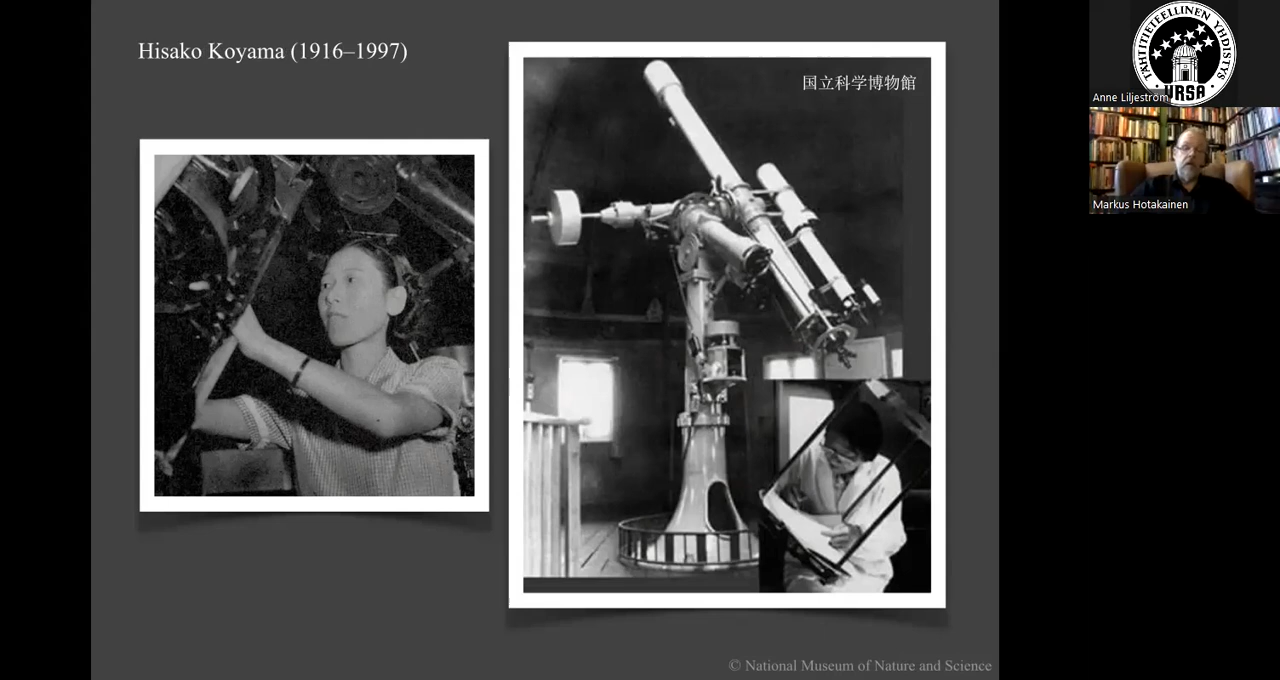 Hisako Koyama (1916–1997)
国立科学博物館
© National Museum of Nature and Science
TÄHTITIETEELLINEN YHDISTYS
URSA
Anne Liljeström
Markus Hotakainen